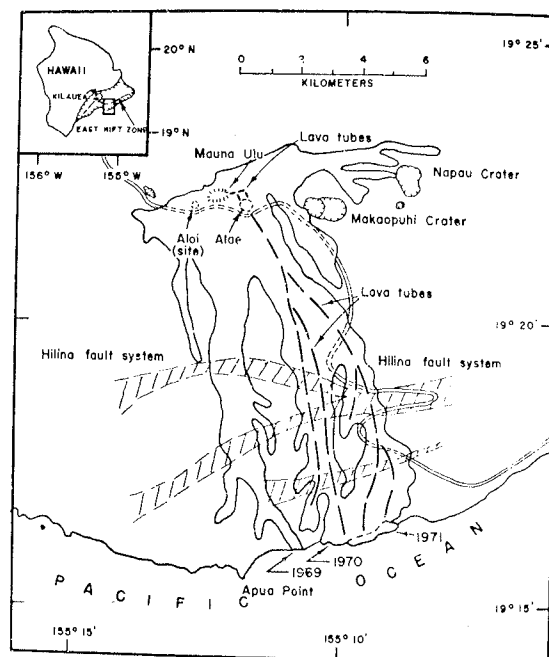 20° N
HAWAII
KILAUEA
EAST RIFT ZONE
19° N
156° W
155° W
0 2 4 6
KILOMETERS
19° 25'
Lava tubes
Mauna Ulu
Napau Crater
Makaopuhi Crater
Aloi
(site)
Alae
Lava tubes
19° 20'
Hilina fault system
Hilina fault system
1971
1970
1969
Apua Point
PACIFIC OCEAN
19° 15'
155° 15'
155° 10'